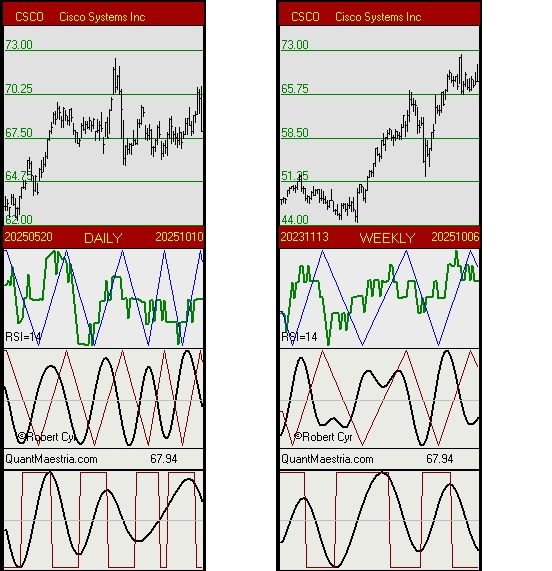 CSCO Cisco Systems Inc
73.00
70.25
67.50
64.75
62.00
20250520 DAILY 20251010
RSI=14
©Robert Cyr
QuantMaestria.com 67.94
CSCO Cisco Systems Inc
73.00
65.75
58.50
51.25
44.00
20231113 WEEKLY 20251006
RSI=14
©Robert Cyr
QuantMaestria.com 67.94